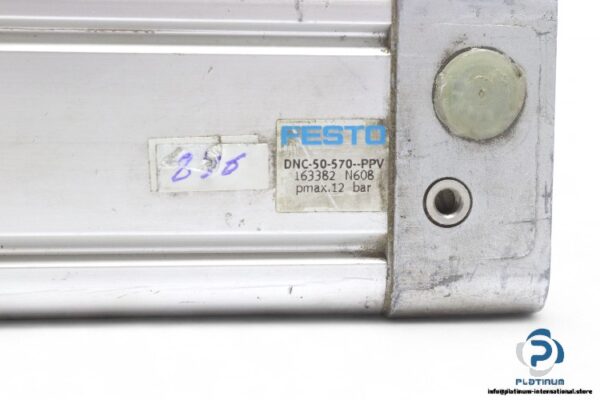 FESTO
DNC-50-570--PPV
163382 N608
pmax.12 bar
PLATINUM
info@platinum-international.store